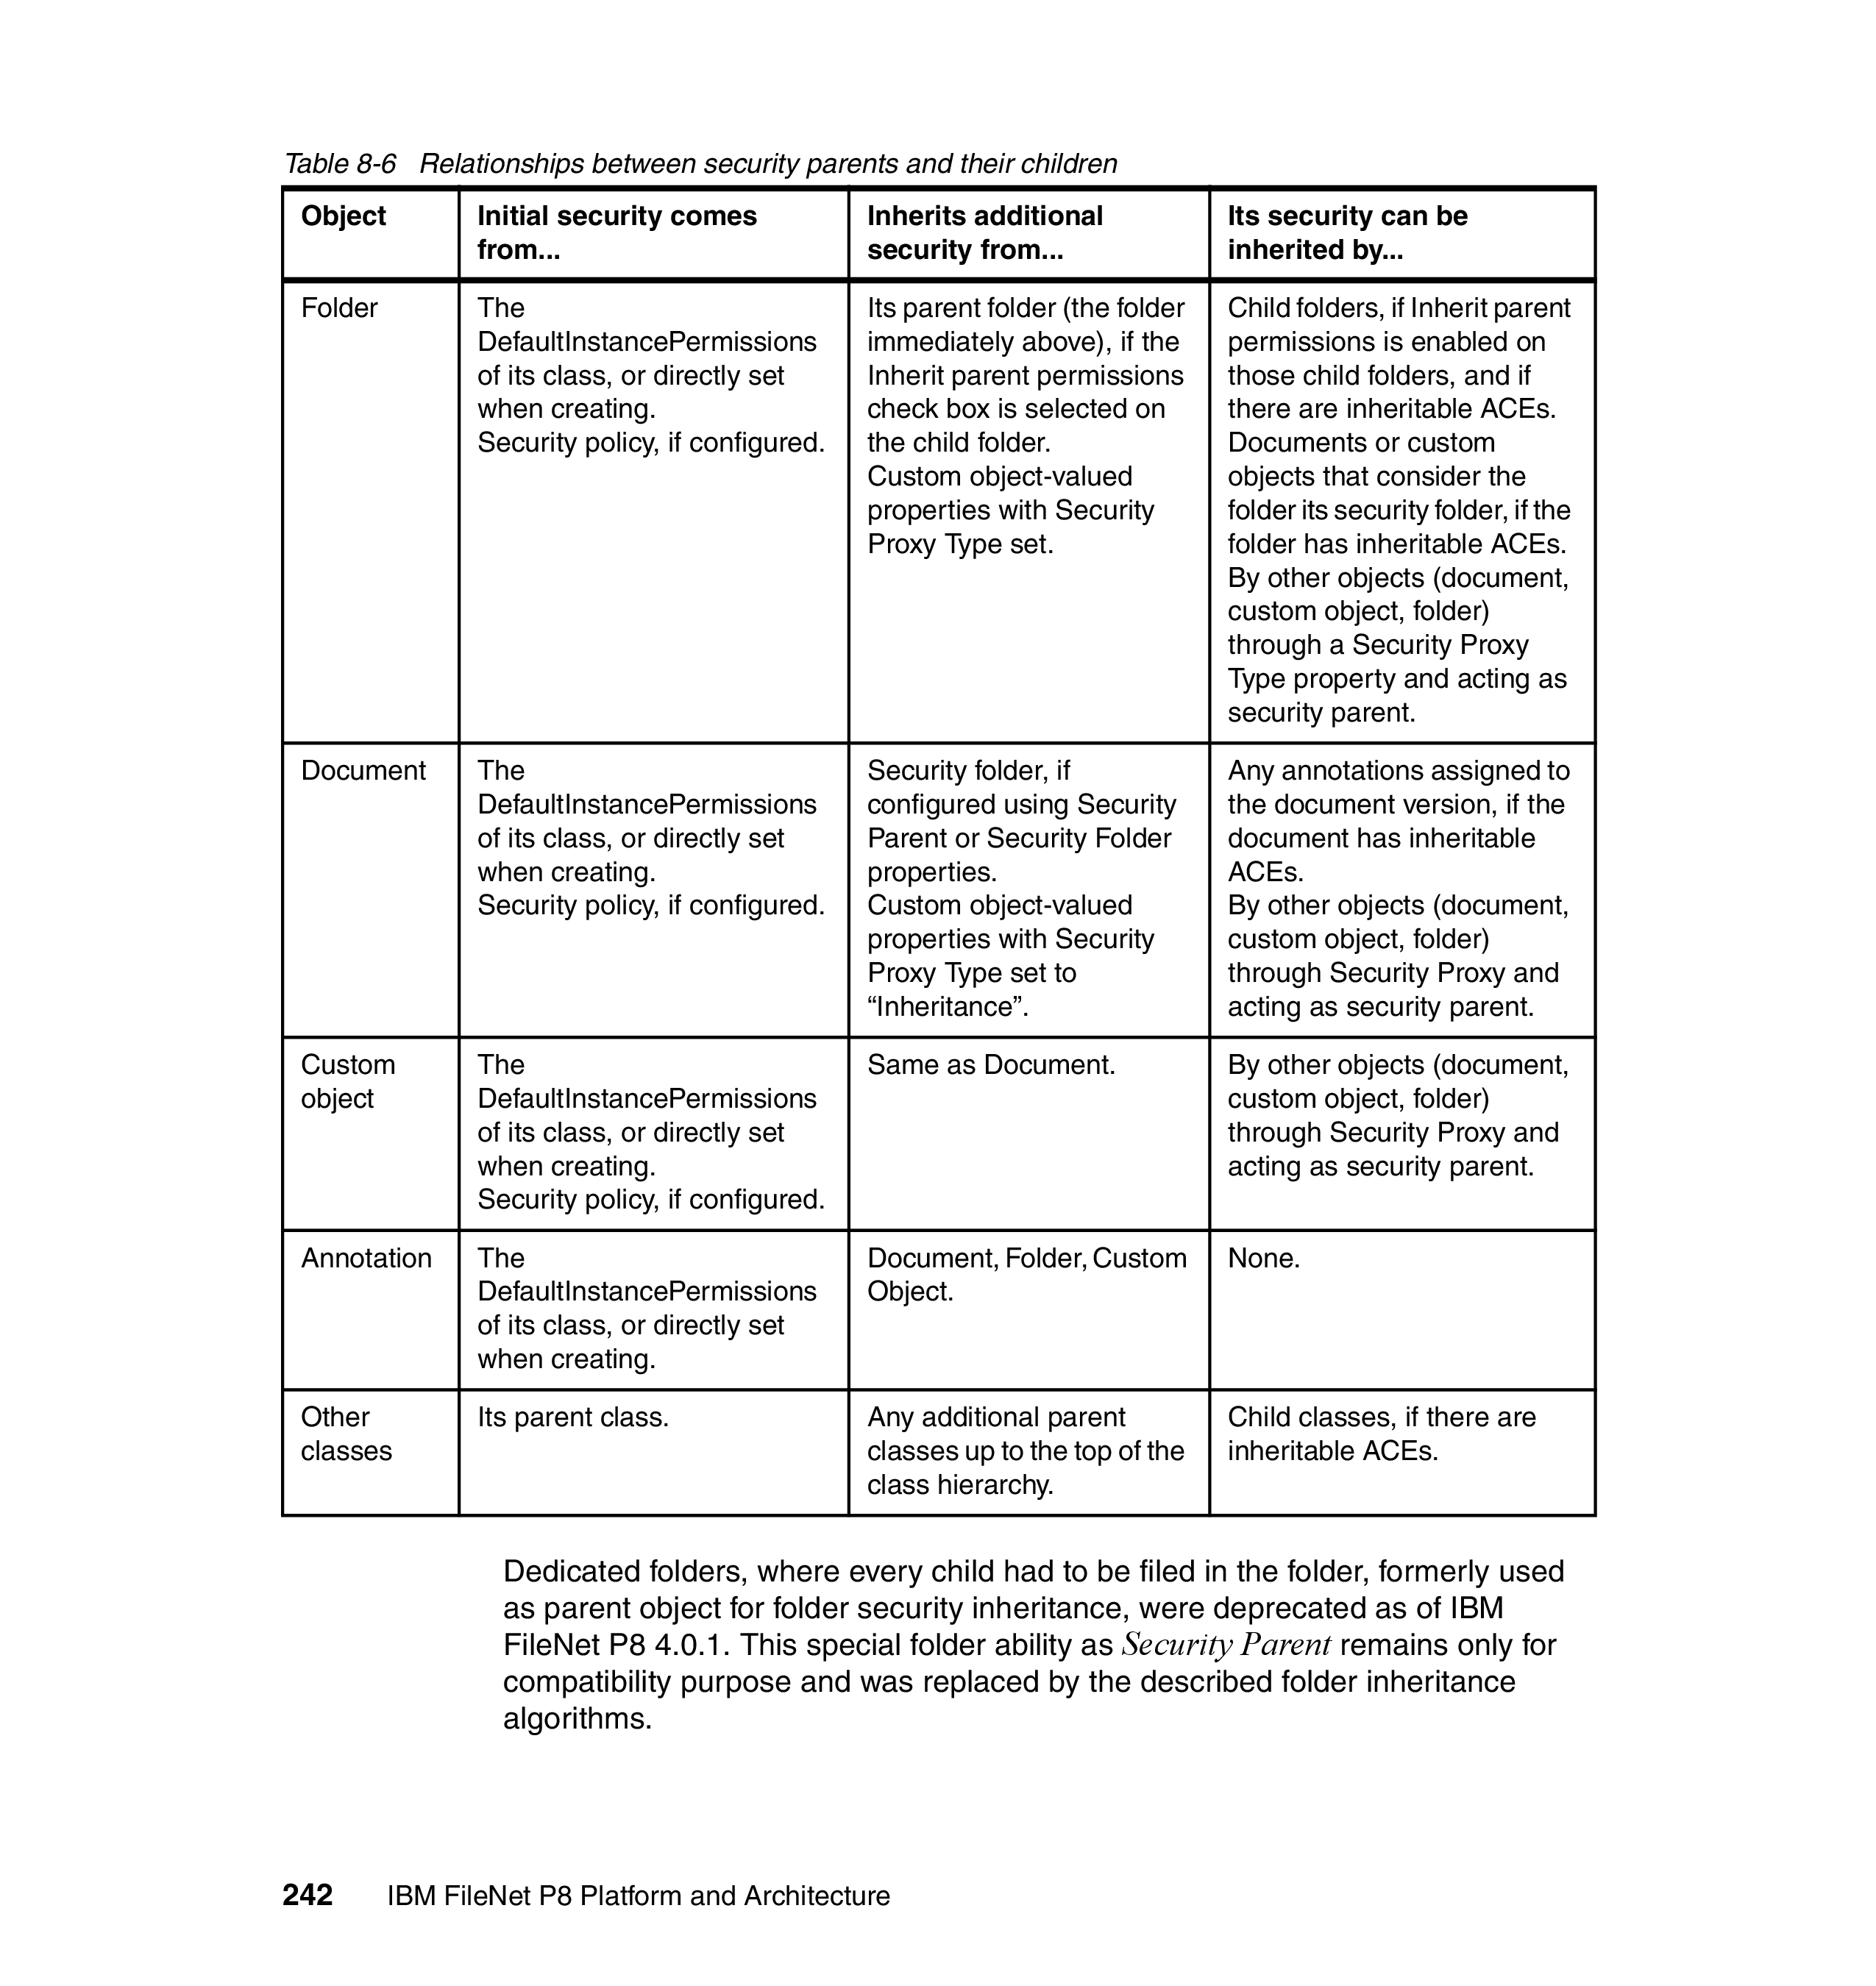 Table 8-6 Relationships between security parents and their children
Object
Initial security comes
from...
Inherits additional
security from...
Its security can be
inherited by...
Folder
The
DefaultInstancePermissions
of its class, or directly set
when creating.
Security policy, if configured.
Its parent folder (the folder
immediately above), if the
Inherit parent permissions
check box is selected on
the child folder.
Custom object-valued
properties with Security
Proxy Type set.
Child folders, if Inherit parent
permissions is enabled on
those child folders, and if
there are inheritable ACEs.
Documents or custom
objects that consider the
folder its security folder, if the
folder has inheritable ACEs.
By other objects (document,
custom object, folder)
through a Security Proxy
Type property and acting as
security parent.
Document
The
DefaultInstancePermissions
of its class, or directly set
when creating.
Security policy, if configured.
Security folder, if
configured using Security
Parent or Security Folder
properties.
Custom object-valued
properties with Security
Proxy Type set to
“Inheritance”.
Any annotations assigned to
the document version, if the
document has inheritable
ACEs.
By other objects (document,
custom object, folder)
through Security Proxy and
acting as security parent.
Custom
object
The
DefaultInstancePermissions
of its class, or directly set
when creating.
Security policy, if configured.
Same as Document.
By other objects (document,
custom object, folder)
through Security Proxy and
acting as security parent.
Annotation
The
DefaultInstancePermissions
of its class, or directly set
when creating.
Document, Folder, Custom
Object.
None.
Other
classes
Its parent class.
Any additional parent
classes up to the top of the
class hierarchy.
Child classes, if there are
inheritable ACEs.
Dedicated folders, where every child had to be filed in the folder, formerly used
as parent object for folder security inheritance, were deprecated as of IBM
FileNet P8 4.0.1. This special folder ability as Security Parent remains only for
compatibility purpose and was replaced by the described folder inheritance
algorithms.
242 IBM FileNet P8 Platform and Architecture